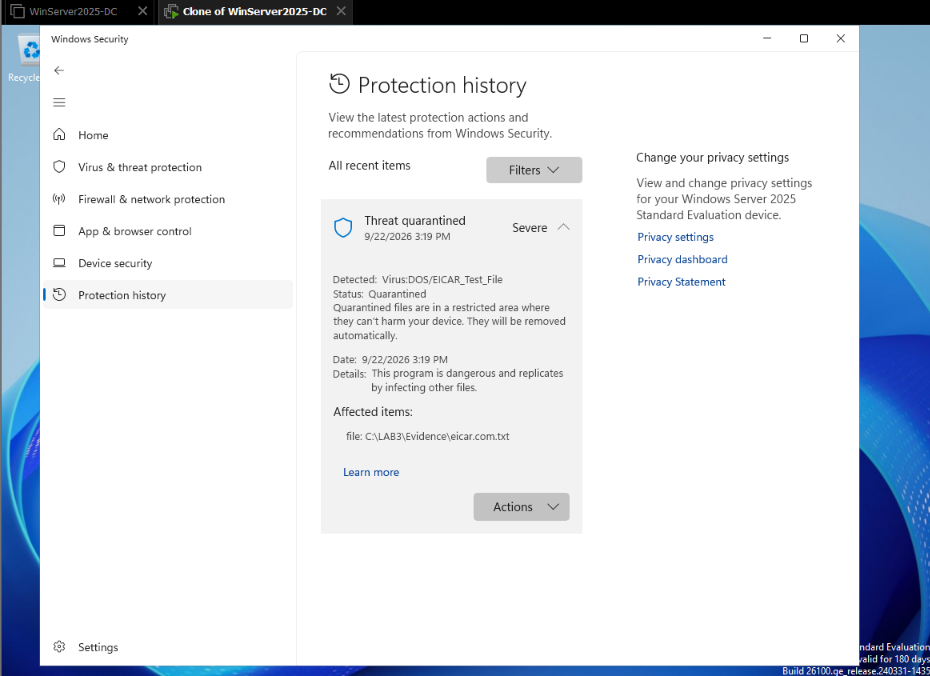 WinServer2025-DC
Clone of WinServer2025-DC
Recycle
Windows Security
Home
Virus & threat protection
Firewall & network protection
App & browser control
Device security
Protection history
Settings
Protection history
View the latest protection actions and
recommendations from Windows Security.
All recent items
Filters
Threat quarantined
9/22/2026 3:19 PM
Severe
Detected: Virus:DOS/EICAR_Test_File
Status: Quarantined
Quarantined files are in a restricted area where
they can't harm your device. They will be removed
automatically.
Date: 9/22/2026 3:19 PM
Details: This program is dangerous and replicates
by infecting other files.
Affected items:
file: C:\LAB3\Evidence\eicar.com.txt
Learn more
Actions
Change your privacy settings
View and change privacy settings
for your Windows Server 2025
Standard Evaluation device.
Privacy settings
Privacy dashboard
Privacy Statement
ndard Evaluation
valid for 180 days
Build 26100.ge_release.240331-1435